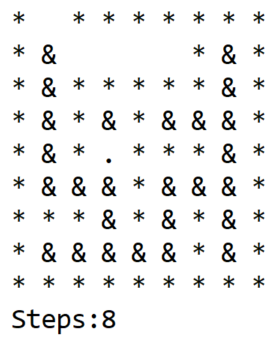 *   * * * * * * *
* &         * & *
* & * * * * * & *
* & * & * & & & *
* & * . * * * & *
* & & & * & & & *
* * * & * & * & *
* & & & & & * & *
* * * * * * * * *
Steps:8